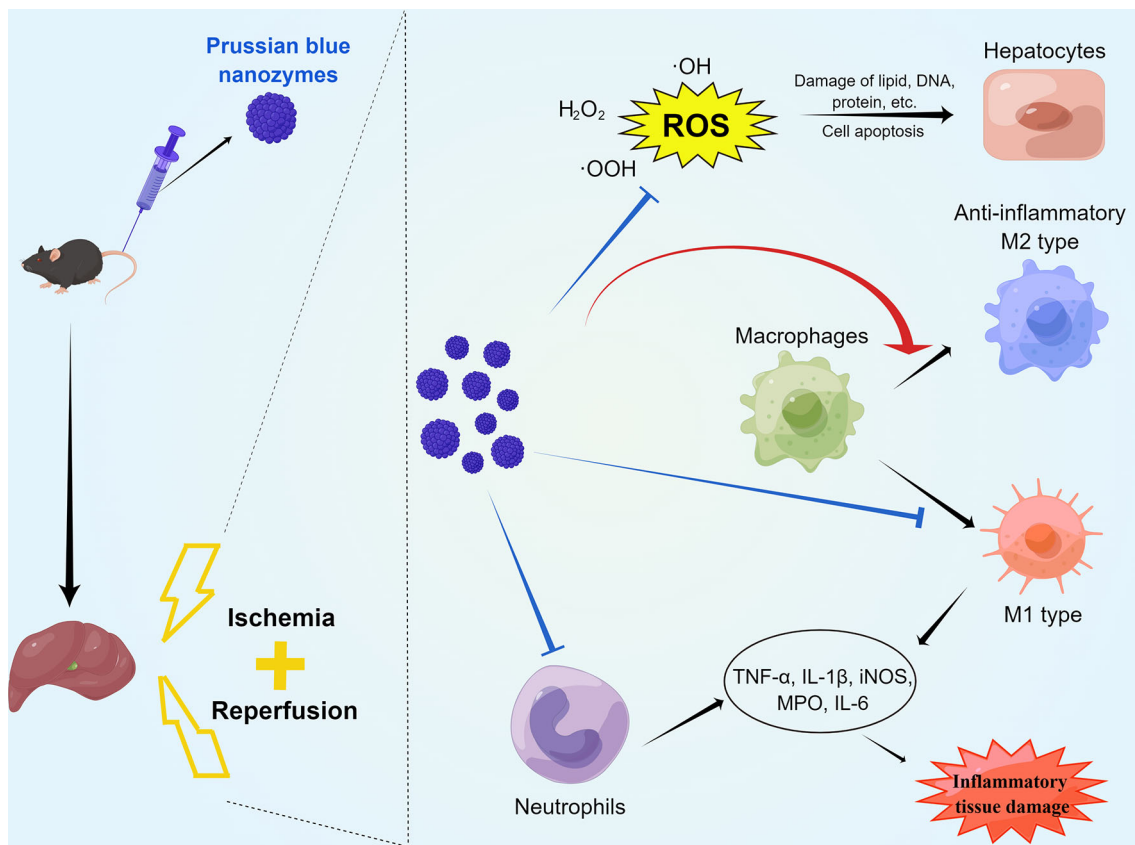 Prussian blue
nanozymes
Ischemia
Reperfusion
·OH
H₂O₂
ROS
·OOH
Damage of lipid, DNA,
protein, etc.
Cell apoptosis
Hepatocytes
Anti-inflammatory
M2 type
Macrophages
M1 type
TNF-α, IL-1β, iNOS,
MPO, IL-6
Neutrophils
Inflammatory
tissue damage